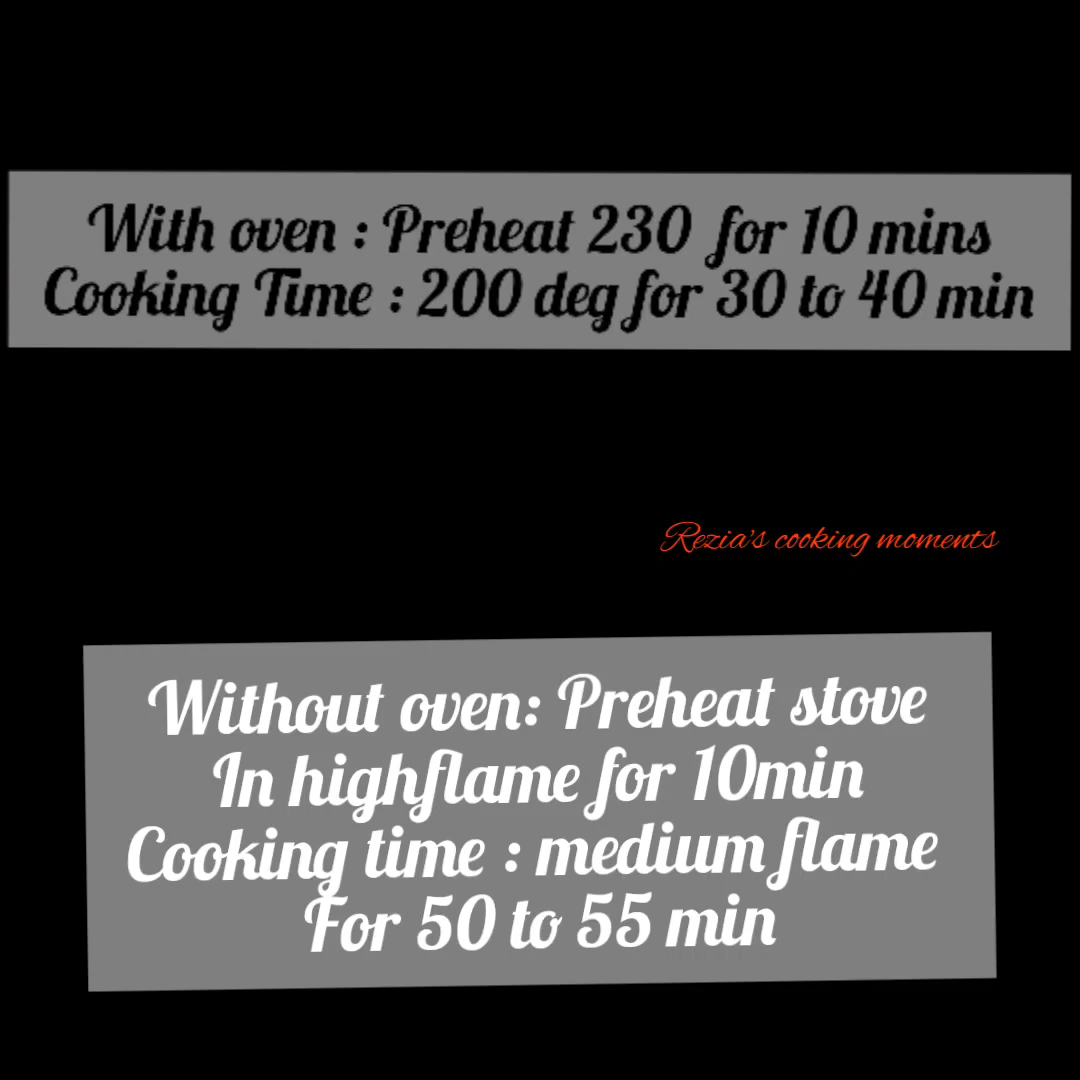 With oven : Preheat 230 for 10 mins
Cooking Time : 200 deg for 30 to 40 min
Rezia's cooking moments
Without oven: Preheat stove
In highflame for 10min
Cooking time : medium flame
For 50 to 55 min